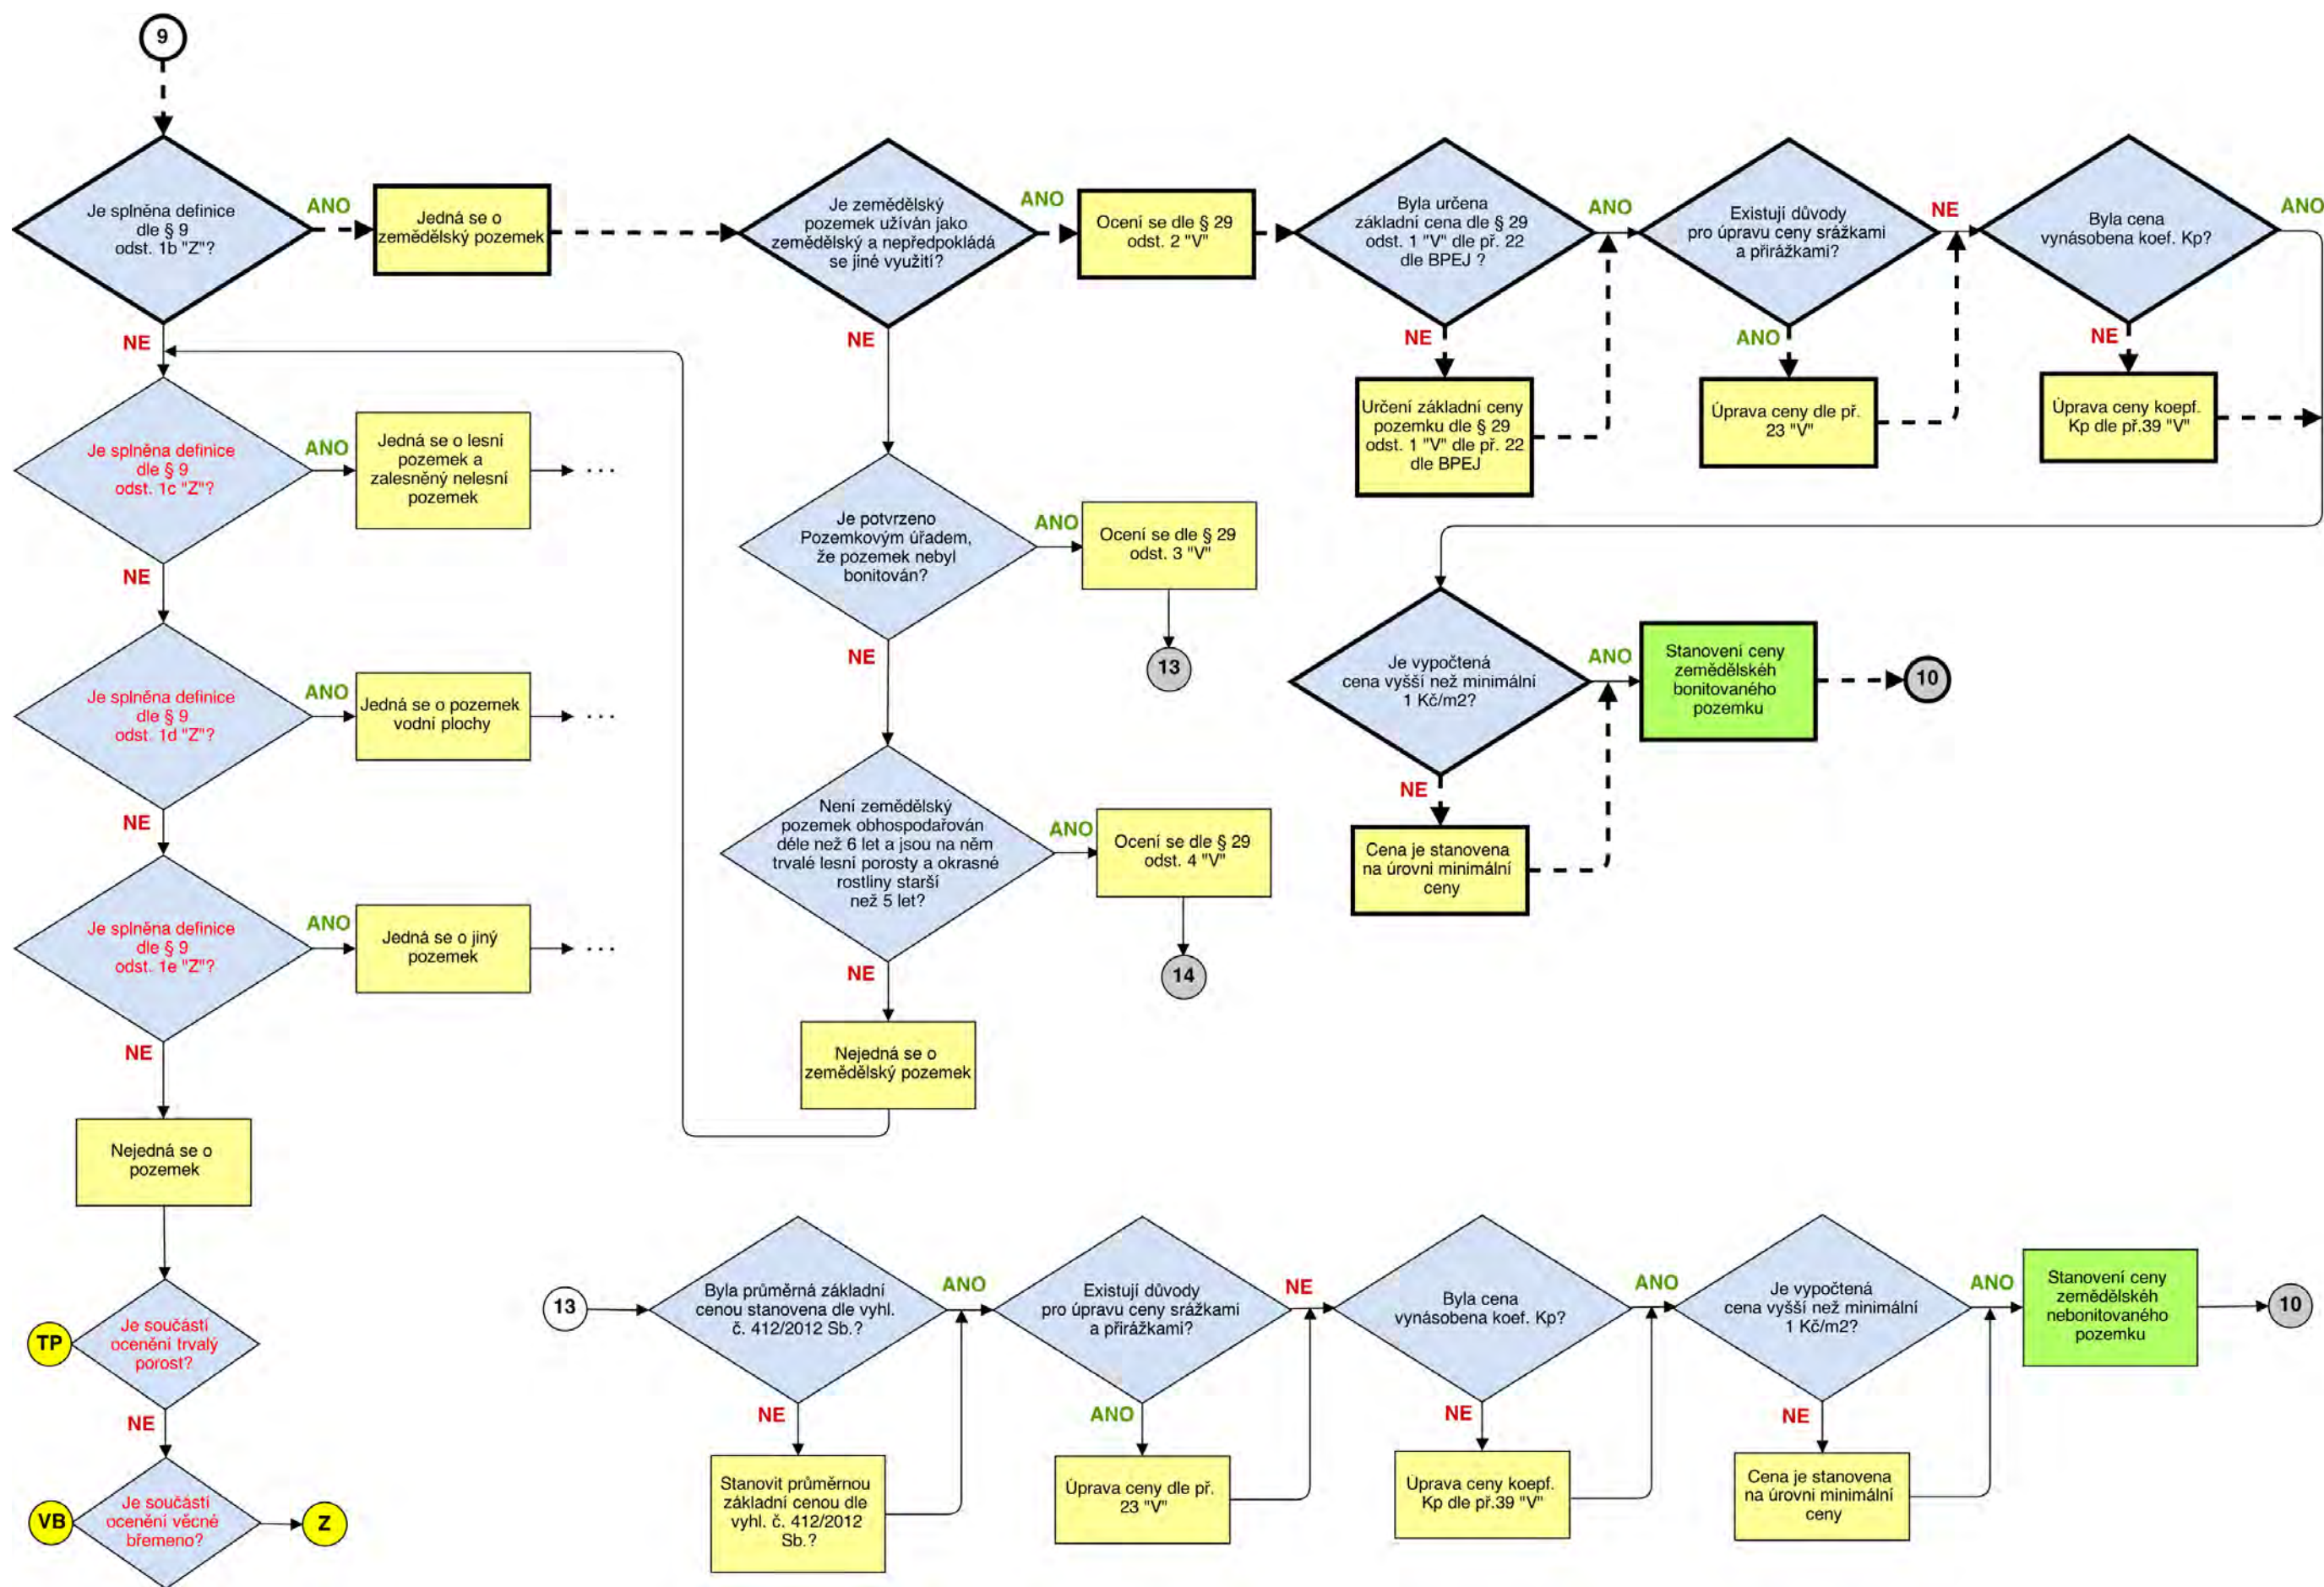 9
Je splněna definice
dle § 9
odst. 1b "Z"?
ANO
NE
Jedná se o
zemědělský pozemek
Je zemědělský
pozemek užíván jako
zemědělský a nepředpokládá
se jiné využití?
ANO
NE
Ocení se dle § 29
odst. 2 "V"
Byla určena
základní cena dle § 29
odst. 1 "V" dle př. 22
dle BPEJ ?
ANO
NE
Určení základní ceny
pozemku dle § 29
odst. 1 "V" dle př. 22
dle BPEJ
Existují důvody
pro úpravu ceny srážkami
a přirážkami?
NE
ANO
Úprava ceny dle př.
23 "V"
Byla cena
vynásobena koef. Kp?
ANO
NE
Úprava ceny koepf.
Kp dle př.39 "V"
Je splněna definice
dle § 9
odst. 1c "Z"?
ANO
NE
Jedná se o lesní
pozemek a
zalesněný nelesní
pozemek
. . .
Je potvrzeno
Pozemkovým úřadem,
že pozemek nebyl
bonitován?
ANO
NE
Ocení se dle § 29
odst. 3 "V"
13
Je vypočtená
cena vyšší než minimální
1 Kč/m2?
ANO
NE
Stanovení ceny
zemědělskéh
bonitovaného
pozemku
10
Cena je stanovena
na úrovni minimální
ceny
Je splněna definice
dle § 9
odst. 1d "Z"?
ANO
NE
Jedná se o pozemek
vodní plochy
. . .
Není zemědělský
pozemek obhospodařován
déle než 6 let a jsou na něm
trvalé lesní porosty a okrasné
rostliny starší
než 5 let?
ANO
NE
Ocení se dle § 29
odst. 4 "V"
14
Je splněna definice
dle § 9
odst. 1e "Z"?
ANO
NE
Jedná se o jiný
pozemek
. . .
Nejedná se o
zemědělský pozemek
Nejedná se o
pozemek
TP
Je součástí
ocenění trvalý
porost?
NE
VB
Je součástí
ocenění věcné
břemeno?
Z
13
Byla průměrná základní
cenou stanovena dle vyhl.
č. 412/2012 Sb.?
ANO
NE
Stanovit průměrnou
základní cenou dle
vyhl. č. 412/2012
Sb.?
Existují důvody
pro úpravu ceny srážkami
a přirážkami?
NE
ANO
Úprava ceny dle př.
23 "V"
Byla cena
vynásobena koef. Kp?
ANO
NE
Úprava ceny koepf.
Kp dle př.39 "V"
Je vypočtená
cena vyšší než minimální
1 Kč/m2?
ANO
NE
Cena je stanovena
na úrovni minimální
ceny
Stanovení ceny
zemědělskéh
nebonitovaného
pozemku
10